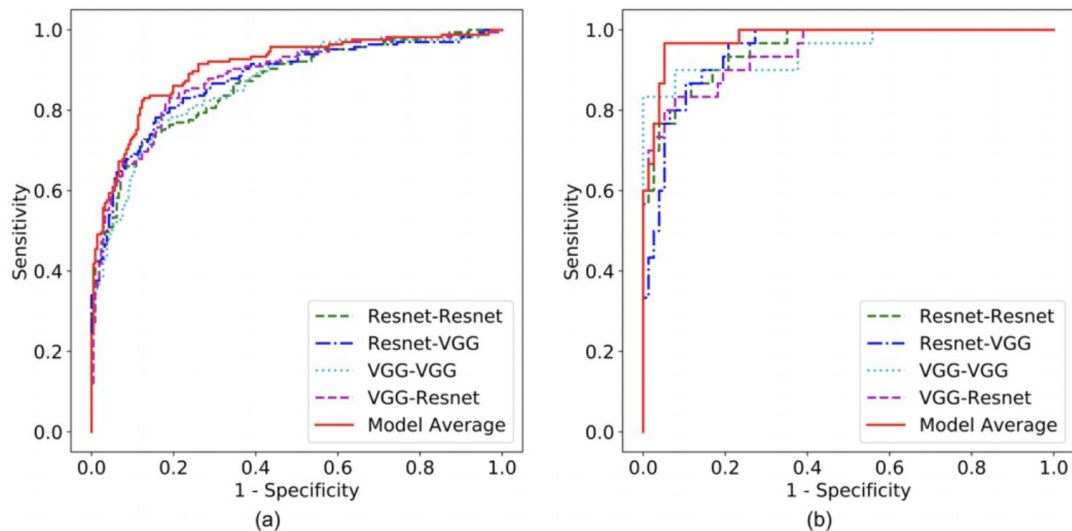 1.0
0.8
0.6
0.4
0.2
0.0
Sensitivity
0.0 0.2 0.4 0.6 0.8 1.0
1 - Specificity
Resnet-Resnet
Resnet-VGG
VGG-VGG
VGG-Resnet
Model Average
(a)
1.0
0.8
0.6
0.4
0.2
0.0
Sensitivity
0.0 0.2 0.4 0.6 0.8 1.0
1 - Specificity
Resnet-Resnet
Resnet-VGG
VGG-VGG
VGG-Resnet
Model Average
(b)